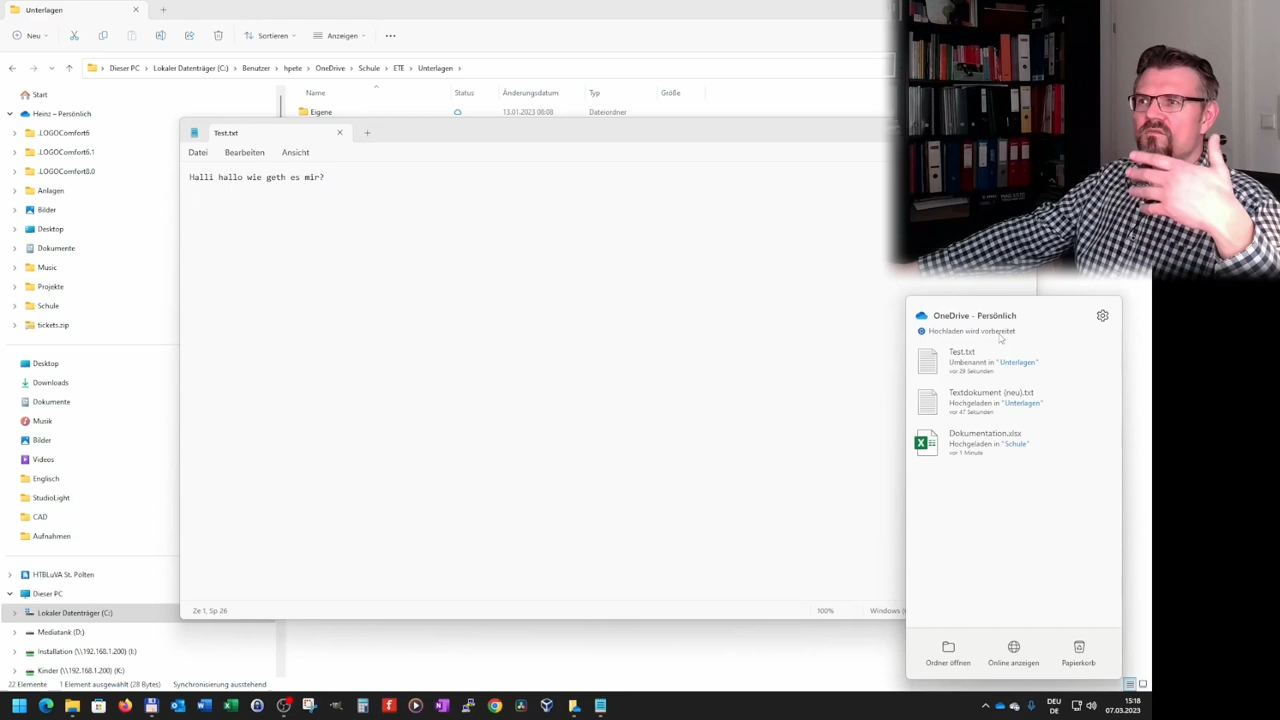 Unterlagen
Neu
Sortieren
Anzeigen
Dieser PC > Lokaler Datenträger (C:) > Benutzer > hpete > OneDrive > Schule > ETE > Unterlagen >
Name Status Änderungsdatum Typ Größe
Eigene 13.01.2023 08:08 Dateiordner
Start
Heinz – Persönlich
.LOGOComfort6
.LOGOComfort6.1
.LOGOComfort8.0
Anlagen
Bilder
Desktop
Dokumente
Music
Projekte
Schule
tickets.zip
Desktop
Downloads
Dokumente
Musik
Bilder
Videos
Englisch
StudioLight
CAD
Aufnahmen
HTBLuVA St. Pölten
Dieser PC
Lokaler Datenträger (C:)
Mediatank (D:)
Installation (\\192.168.1.200) (I:)
Kinder (\\192.168.1.200) (K:)
22 Elemente 1 Element ausgewählt (28 Bytes) Synchronisierung ausstehend
Test.txt
Datei Bearbeiten Ansicht
Halli hallo wie geth es mir?
Ze 1, Sp 26 100% Windows (
OneDrive - Persönlich
Hochladen wird vorbereitet
Test.txt
Umbenannt in "Unterlagen"
vor 29 Sekunden
Textdokument (neu).txt
Hochgeladen in "Unterlagen"
vor 47 Sekunden
Dokumentation.xlsx
Hochgeladen in "Schule"
vor 1 Minute
Ordner öffnen
Online anzeigen
Papierkorb
DEU
DE
15:18
07.03.2023